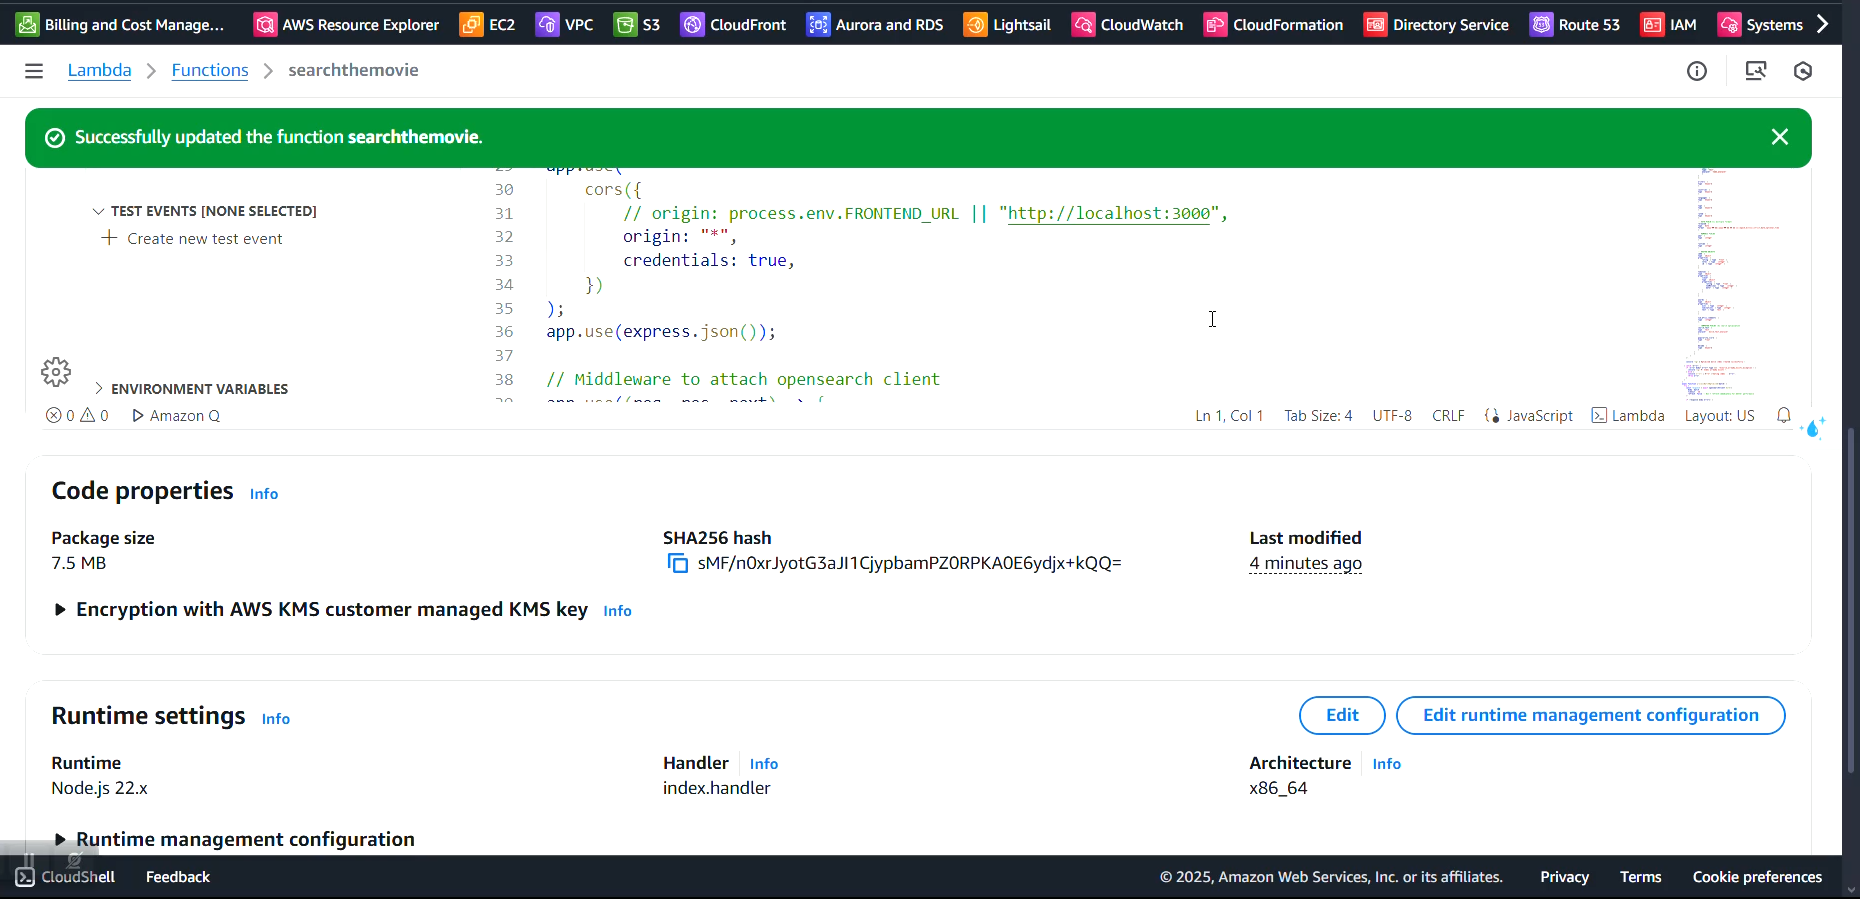 Billing and Cost Manage... AWS Resource Explorer EC2 VPC S3 CloudFront Aurora and RDS Lightsail CloudWatch CloudFormation Directory Service Route 53 IAM Systems
Lambda > Functions > searchthemovie
Successfully updated the function searchthemovie.
TEST EVENTS [NONE SELECTED]
+ Create new test event
ENVIRONMENT VARIABLES
29 app.use(
30 cors({
31 // origin: process.env.FRONTEND_URL || "http://localhost:3000",
32 origin: "*",
33 credentials: true,
34 })
35 );
36 app.use(express.json());
37
38 // Middleware to attach opensearch client
39 app.use((req, res, next) => {
0 0 Amazon Q Ln 1, Col 1 Tab Size: 4 UTF-8 CRLF JavaScript Lambda Layout: US
Code properties Info
Package size
7.5 MB
SHA256 hash
sMF/n0xrJyotG3aJI1CjypbamPZ0RPKA0E6ydjx+kQQ=
Last modified
4 minutes ago
Encryption with AWS KMS customer managed KMS key Info
Runtime settings Info
Edit Edit runtime management configuration
Runtime
Node.js 22.x
Handler Info
index.handler
Architecture Info
x86_64
Runtime management configuration
CloudShell Feedback © 2025, Amazon Web Services, Inc. or its affiliates. Privacy Terms Cookie preferences